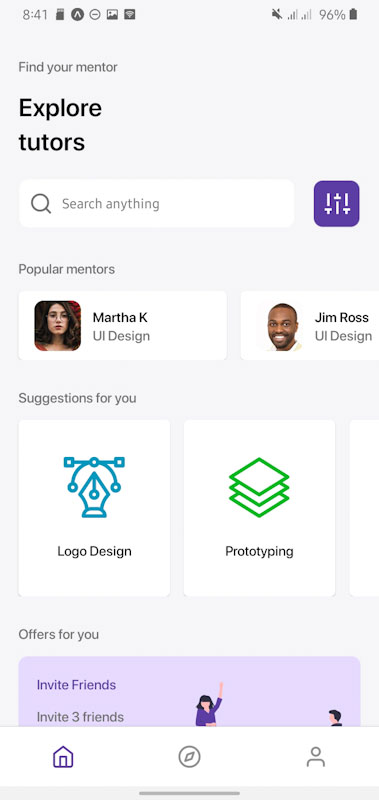 8:41
96%
Find your mentor
Explore
tutors
Search anything
Popular mentors
Martha K
UI Design
Jim Ross
UI Design
Suggestions for you
Logo Design
Prototyping
Offers for you
Invite Friends
Invite 3 friends